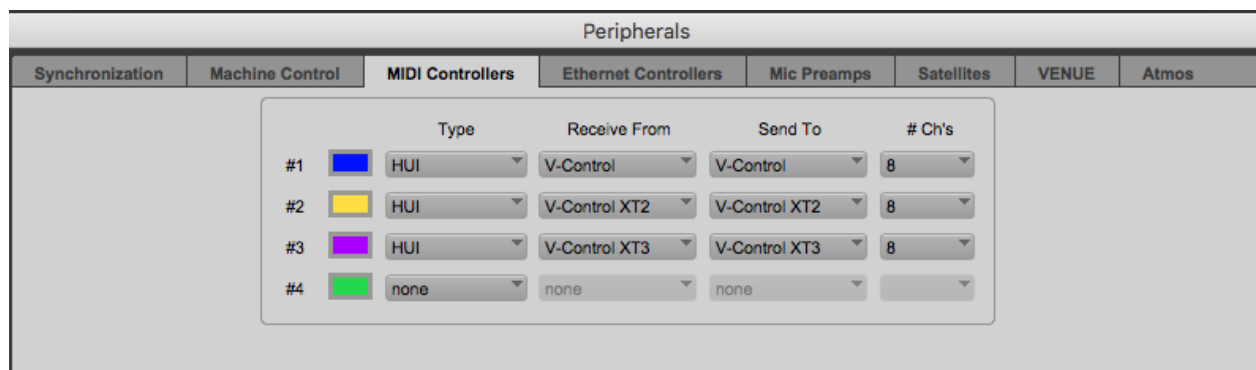 Peripherals
Synchronization Machine Control MIDI Controllers Ethernet Controllers Mic Preamps Satellites VENUE Atmos
Type Receive From Send To # Ch's
#1 HUI V-Control V-Control 8
#2 HUI V-Control XT2 V-Control XT2 8
#3 HUI V-Control XT3 V-Control XT3 8
#4 none none none